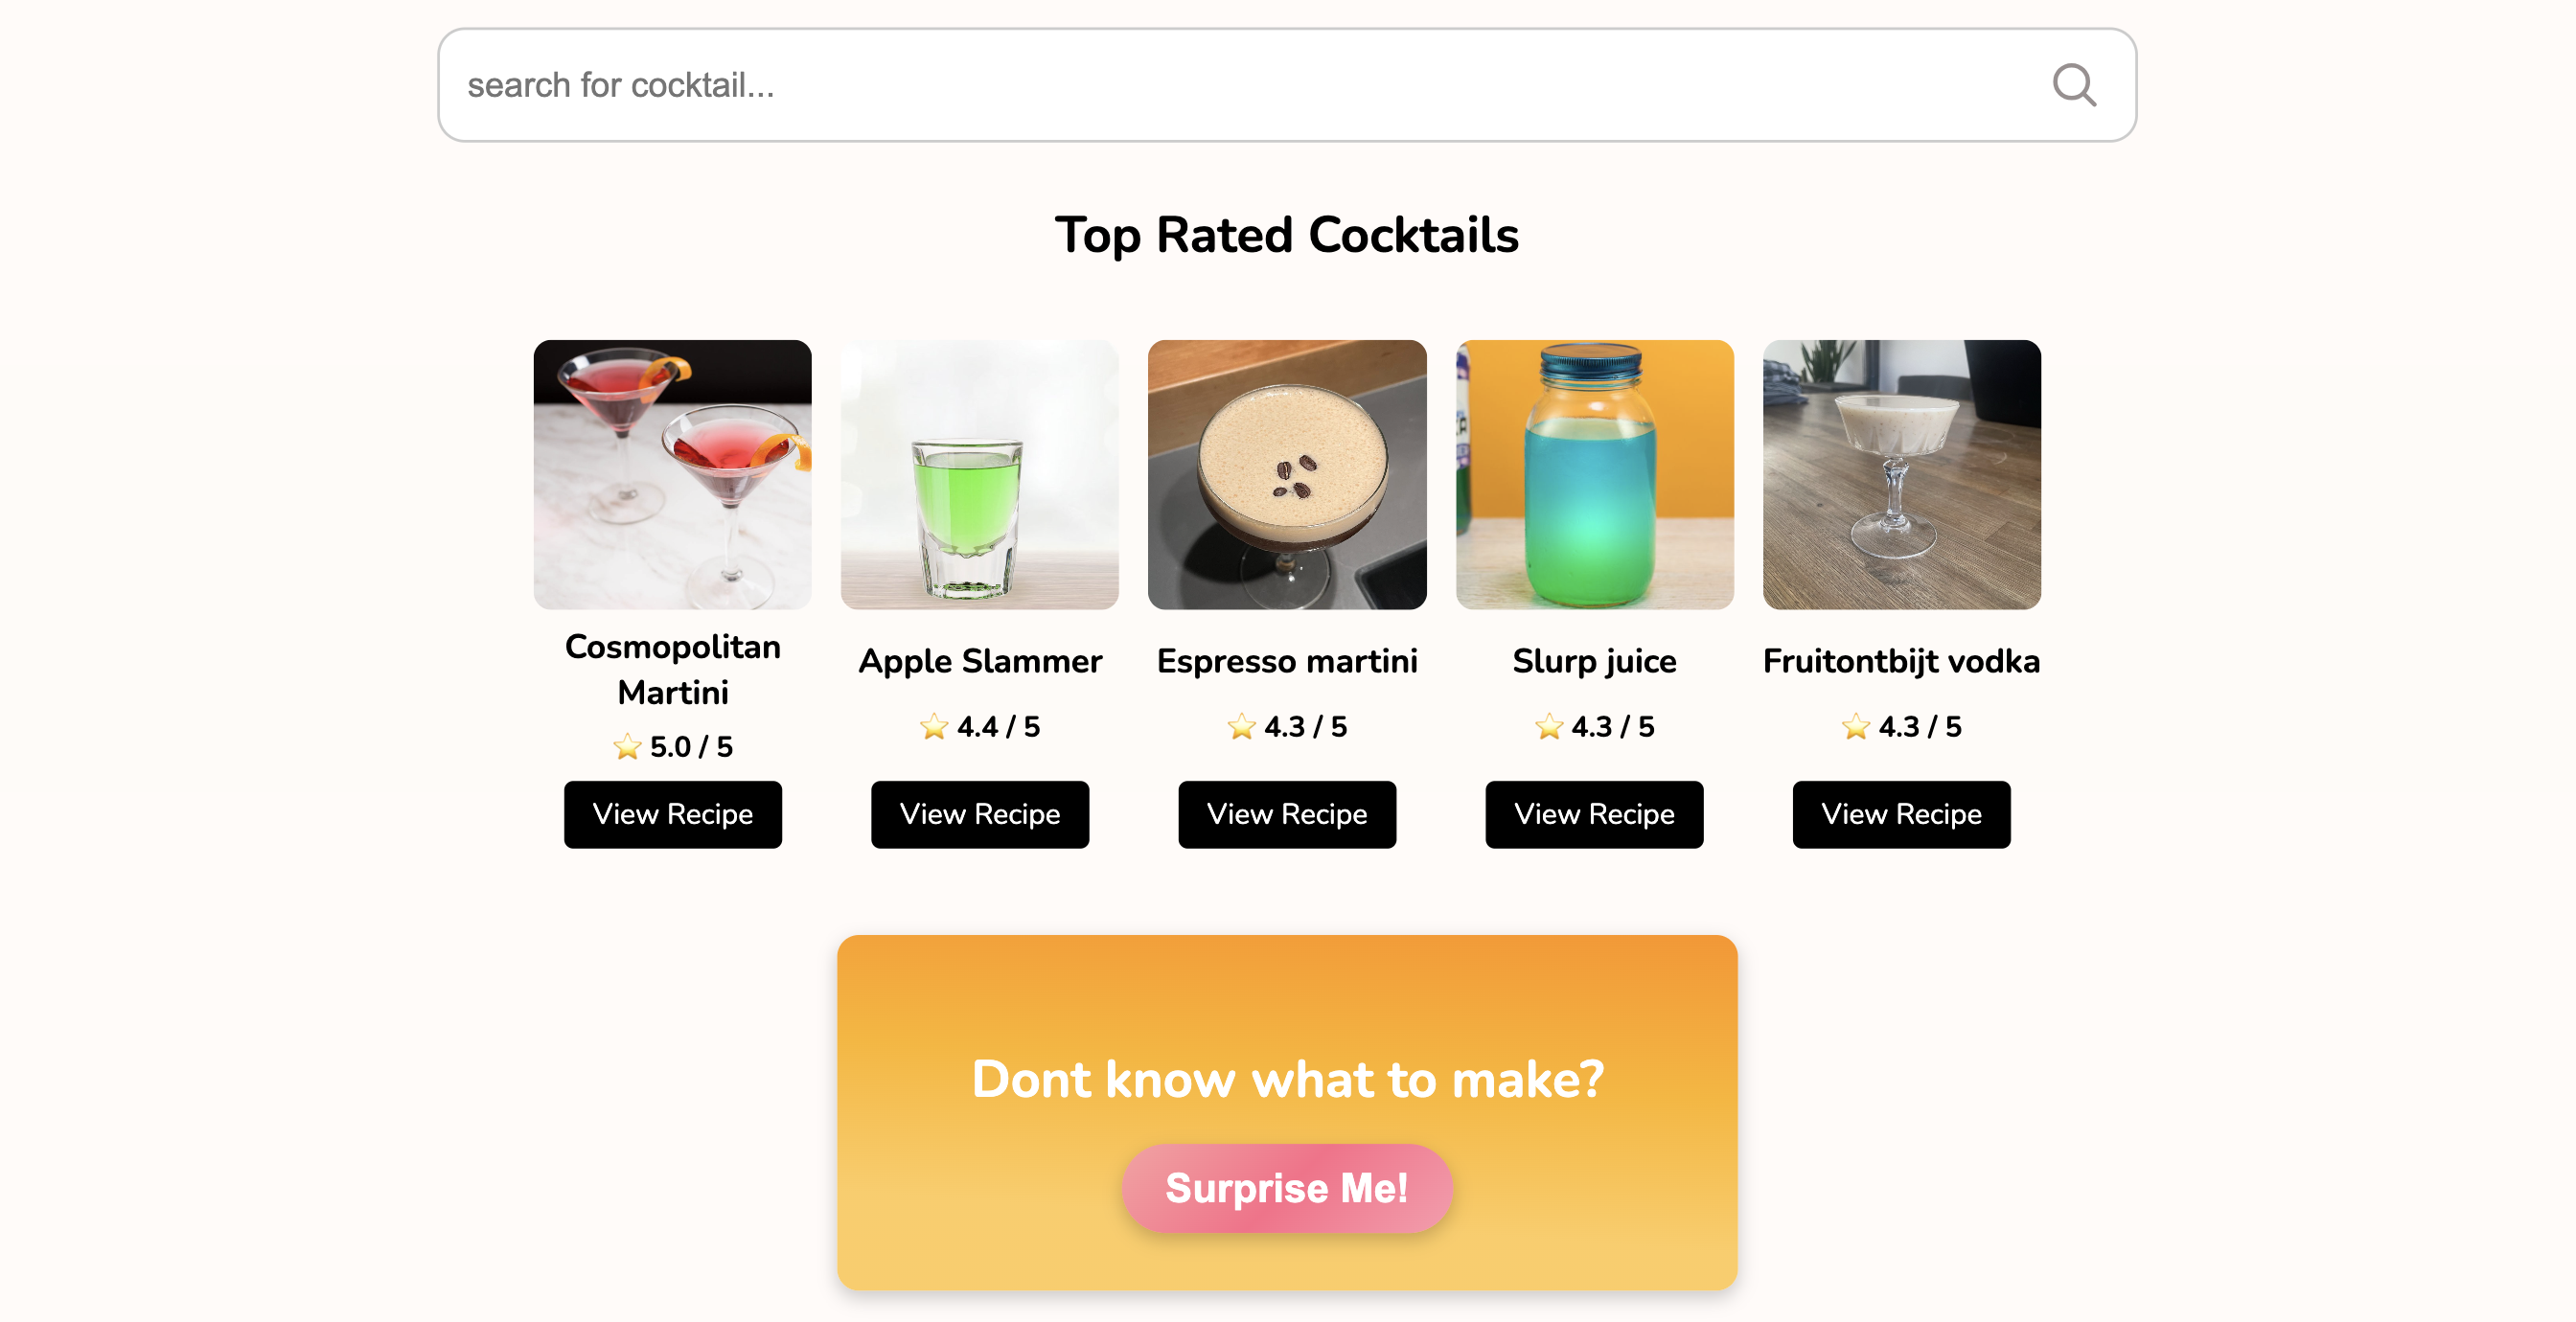 search for cocktail...
Top Rated Cocktails
Cosmopolitan
Martini
⭐ 5.0 / 5
View Recipe
Apple Slammer
⭐ 4.4 / 5
View Recipe
Espresso martini
⭐ 4.3 / 5
View Recipe
Slurp juice
⭐ 4.3 / 5
View Recipe
Fruitontbijt vodka
⭐ 4.3 / 5
View Recipe
Dont know what to make?
Surprise Me!